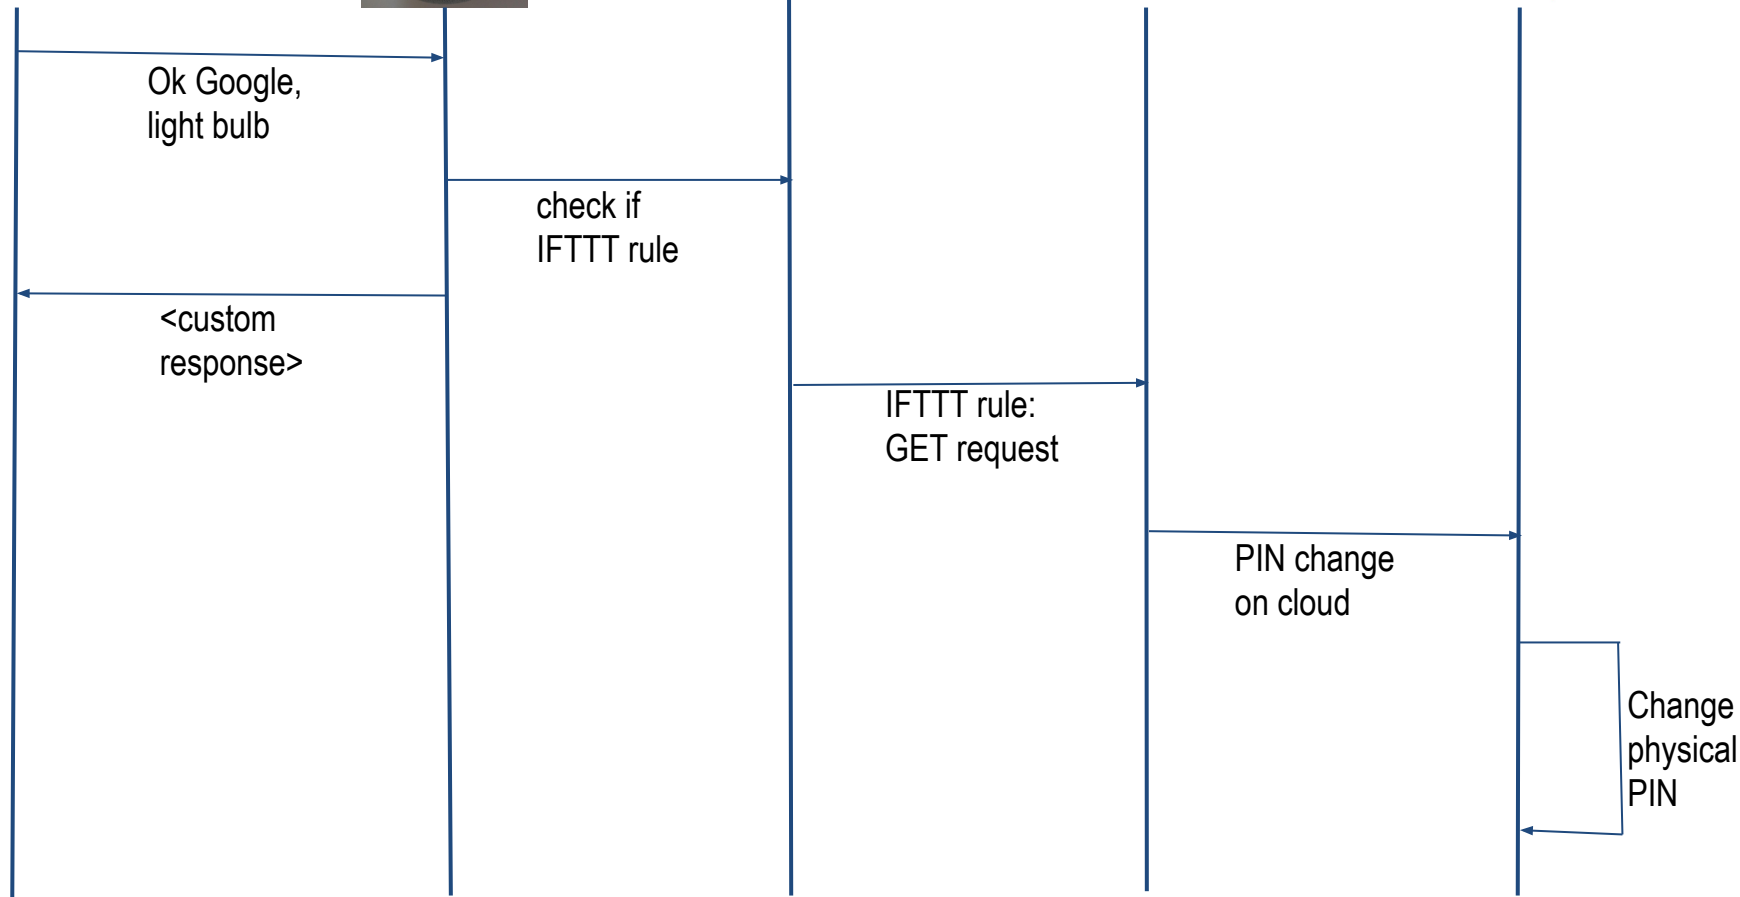 Ok Google,
light bulb
check if
IFTTT rule
<custom
response>
IFTTT rule:
GET request
PIN change
on cloud
Change
physical
PIN